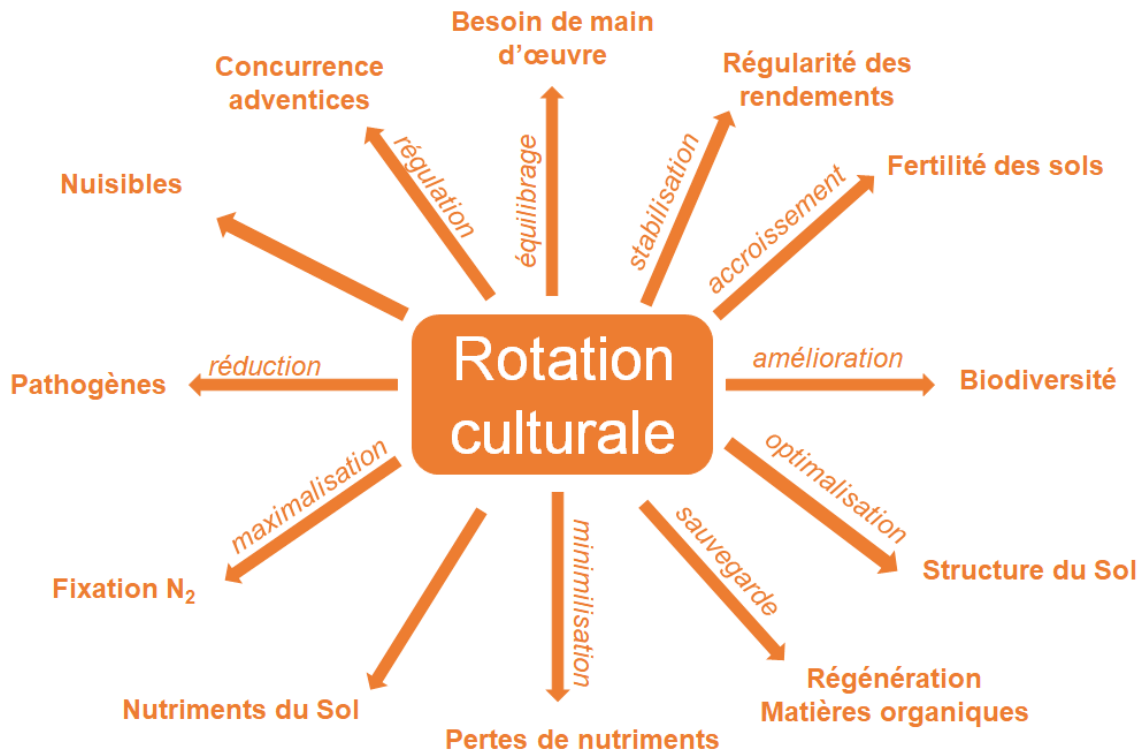 Besoin de main
d'œuvre
Concurrence
adventices
Régularité des
rendements
Nuisibles
régulation
équilibrage
stabilisation
accroissement
Fertilité des sols
Rotation
culturale
Pathogènes
réduction
amélioration
Biodiversité
maximalisation
optimalisation
Fixation N₂
minimilisation
sauvegarde
Structure du Sol
Nutriments du Sol
Régénération
Matières organiques
Pertes de nutriments